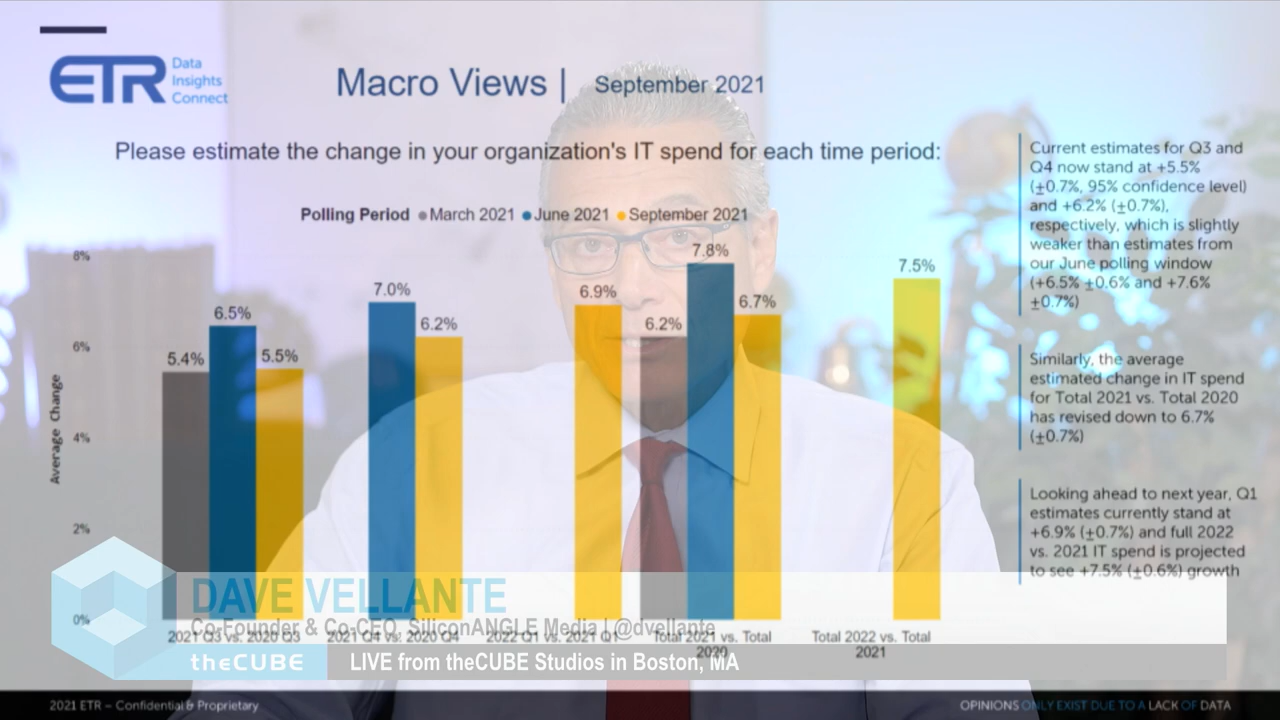 ETR Data
Insights
Connect
Macro Views | September 2021
Please estimate the change in your organization's IT spend for each time period:
Polling Period March 2021 June 2021 September 2021
8%
6%
4%
2%
0%
Average Change
5.4%
6.5%
5.5%
7.0%
6.2%
6.9%
6.2%
7.8%
6.7%
7.5%
2021 Q3 vs. 2020 Q3
2021 Q4 vs. 2020 Q4
2022 Q1 vs. 2021 Q1
Total 2021 vs. Total
2020
Total 2022 vs. Total
2021
Current estimates for Q3 and
Q4 now stand at +5.5%
(±0.7%, 95% confidence level)
and +6.2% (±0.7%),
respectively, which is slightly
weaker than estimates from
our June polling window
(+6.5% ±0.6% and +7.6%
±0.7%)
Similarly, the average
estimated change in IT spend
for Total 2021 vs. Total 2020
has revised down to 6.7%
(±0.7%)
Looking ahead to next year, Q1
estimates currently stand at
+6.9% (±0.7%) and full 2022
vs. 2021 IT spend is projected
to see +7.5% (±0.6%) growth
DAVE VELLANTE
Co-Founder & Co-CEO, SiliconANGLE Media | @dvellante
theCUBE
LIVE from theCUBE Studios in Boston, MA
2021 ETR – Confidential & Proprietary
OPINIONS ONLY EXIST DUE TO A LACK OF DATA